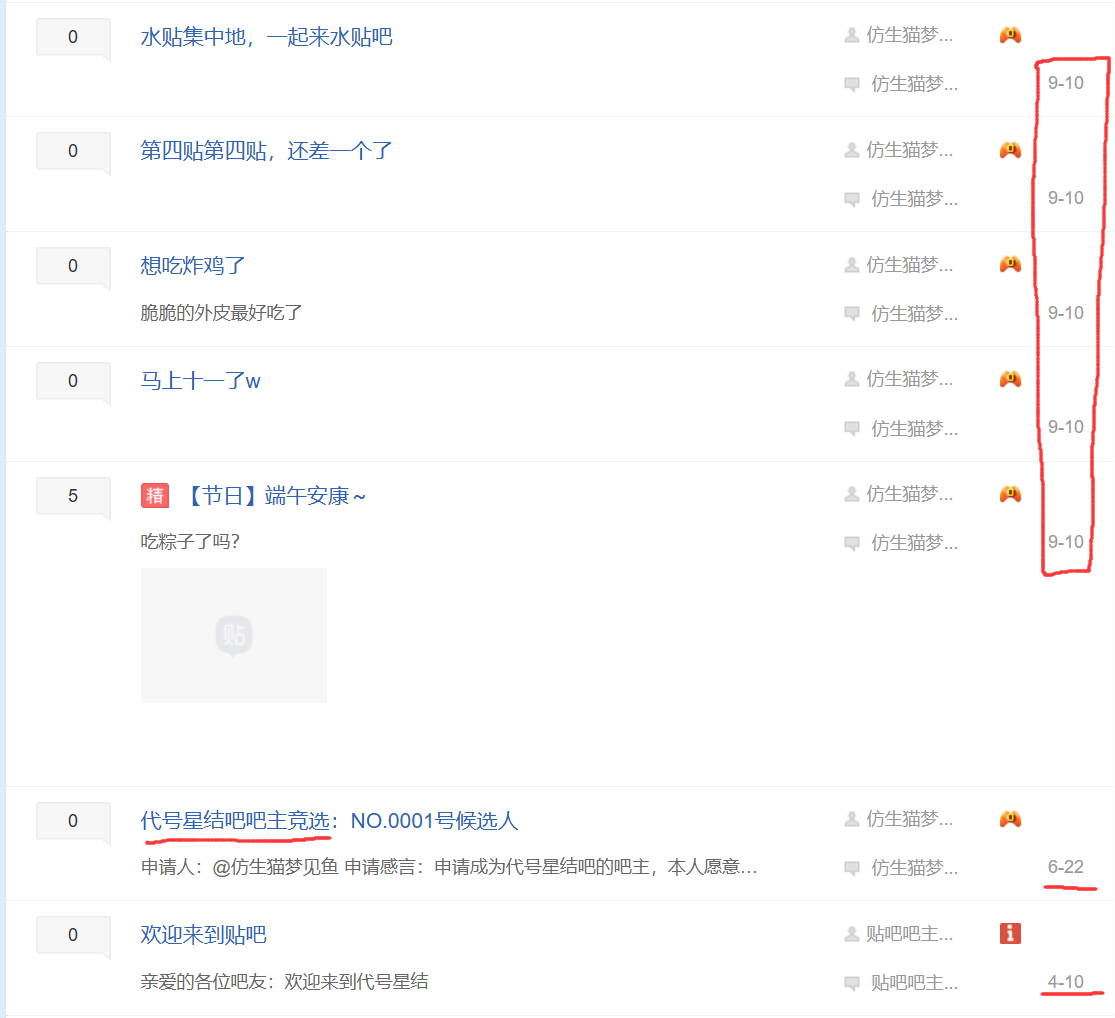 0
水贴集中地，一起来水贴吧
仿生猫梦...
仿生猫梦...
9-10
0
第四贴第四贴，还差一个了
仿生猫梦...
仿生猫梦...
9-10
0
想吃炸鸡了
仿生猫梦...
脆脆的外皮最好吃了
仿生猫梦...
9-10
0
马上十一了w
仿生猫梦...
仿生猫梦...
9-10
5
精
【节日】端午安康~
仿生猫梦...
吃粽子了吗?
仿生猫梦...
9-10
贴
0
代号星结吧吧主竞选：NO.0001号候选人
仿生猫梦...
申请人：@仿生猫梦见鱼 申请感言：申请成为代号星结吧的吧主，本人愿意...
仿生猫梦...
6-22
0
欢迎来到贴吧
贴吧吧主...
亲爱的各位吧友：欢迎来到代号星结
贴吧吧主...
4-10